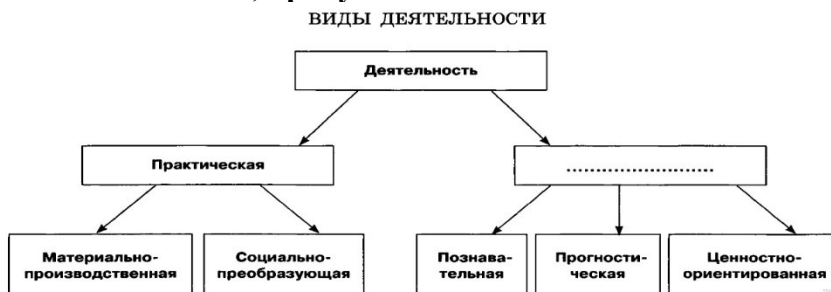 ВИДЫ ДЕЯТЕЛЬНОСТИ
Деятельность
Практическая
........................
Материально-
производственная
Социально-
преобразующая
Познава-
тельная
Прогности-
ческая
Ценностно-
ориентированная